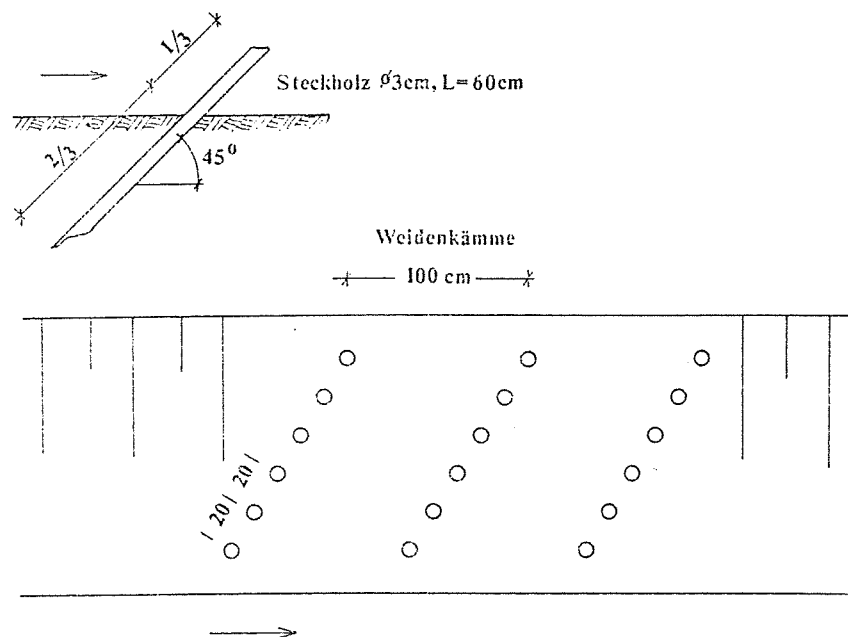 1/3
Steckholz ø3cm, L=60cm
2/3
45°
Weidenkämme
100 cm
/ 20 / 20 /